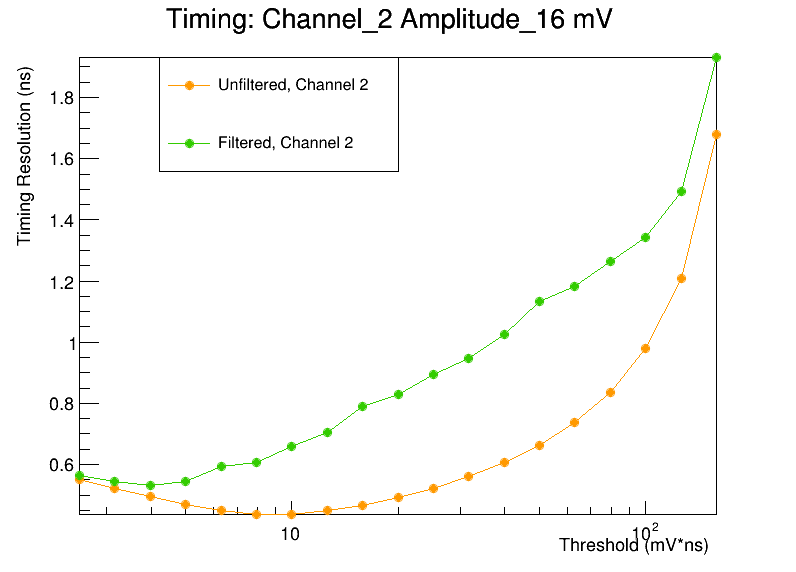 Timing: Channel_2 Amplitude_16 mV
Timing Resolution (ns)
Unfiltered, Channel 2
Filtered, Channel 2
1.8
1.6
1.4
1.2
1
0.8
0.6
10
10²
Threshold (mV*ns)